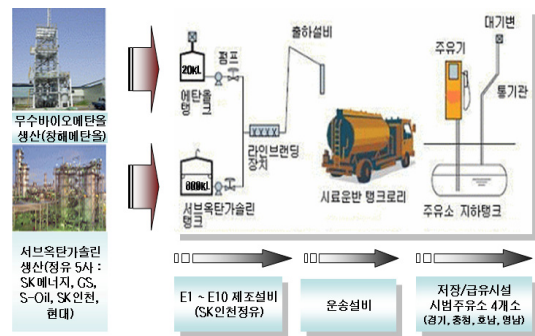 무수바이오메탄올
생산(창해메탄올)
서브옥탄가솔린
생산(정유 5사 :
SK에너지, GS,
S-Oil, SK인천,
현대)
20㎘
펌프
에탄올
탱크
서브옥탄가솔린
탱크
라인브랜딩
장치
출하설비
시료운반 탱크로리
주유기
대기변
통기관
주유소 지하탱크
E1 ~ E10 제조설비
(SK인천정유)
운송설비
저장/급유시설
시범주유소 4개소
(경기, 충청, 호남, 영남)